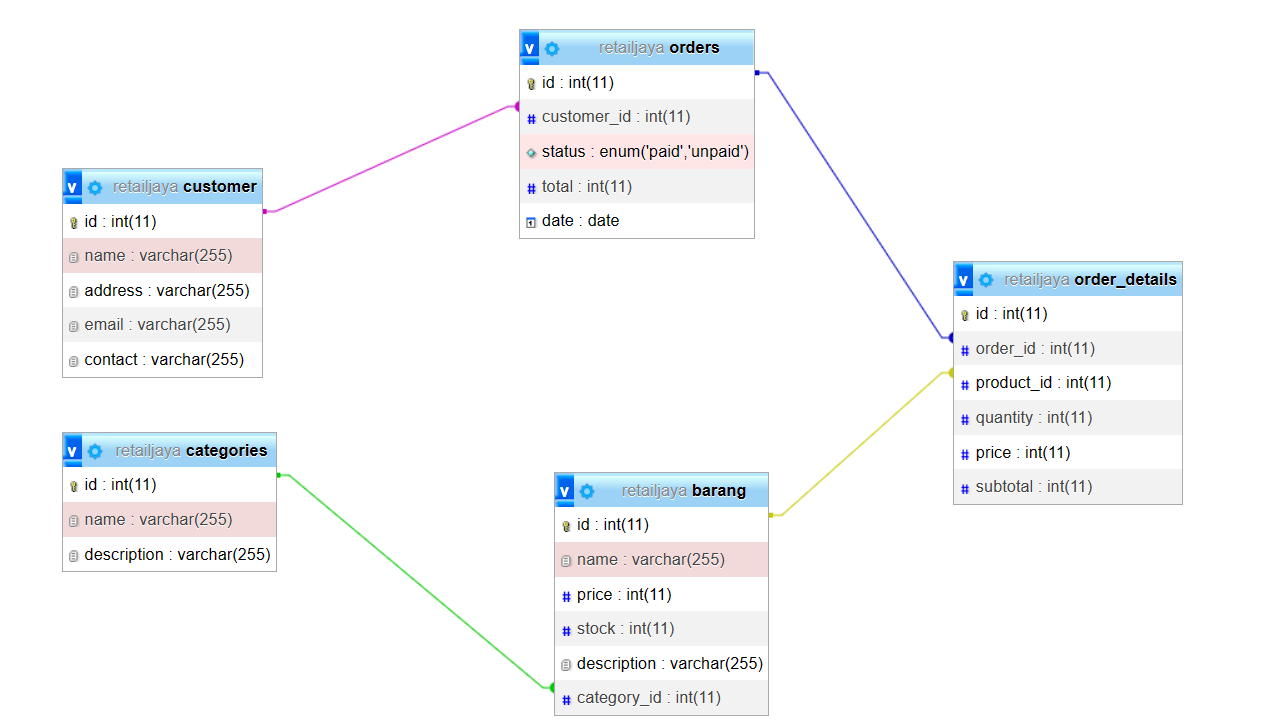 v retailjaya orders
id : int(11)
customer_id : int(11)
status : enum('paid','unpaid')
total : int(11)
date : date
v retailjaya customer
id : int(11)
name : varchar(255)
address : varchar(255)
email : varchar(255)
contact : varchar(255)
v retailjaya order_details
id : int(11)
order_id : int(11)
product_id : int(11)
quantity : int(11)
price : int(11)
subtotal : int(11)
v retailjaya categories
id : int(11)
name : varchar(255)
description : varchar(255)
v retailjaya barang
id : int(11)
name : varchar(255)
price : int(11)
stock : int(11)
description : varchar(255)
category_id : int(11)